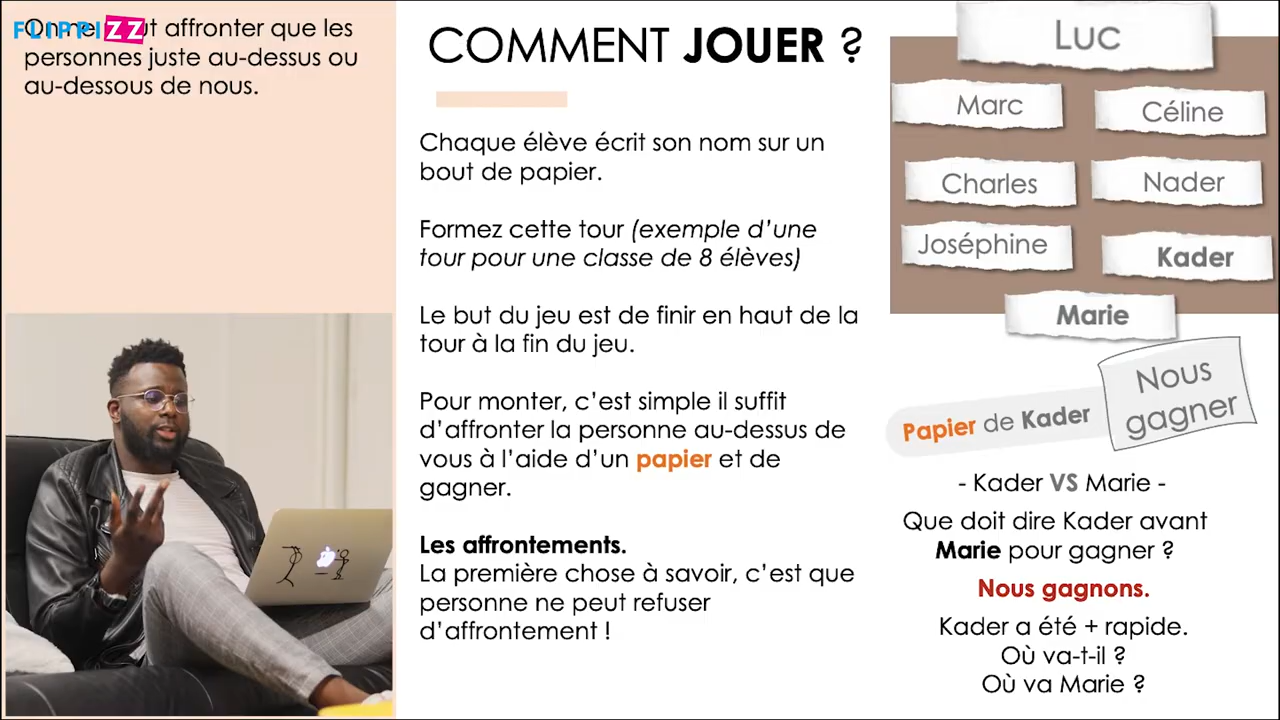 FLIPPIZZ
affronter que les
personnes juste au-dessus ou
au-dessous de nous.
COMMENT JOUER ?
Chaque élève écrit son nom sur un
bout de papier.
Formez cette tour (exemple d'une
tour pour une classe de 8 élèves)
Le but du jeu est de finir en haut de la
tour à la fin du jeu.
Pour monter, c'est simple il suffit
d'affronter la personne au-dessus de
vous à l'aide d'un papier et de
gagner.
Les affrontements.
La première chose à savoir, c'est que
personne ne peut refuser
d'affrontement !
Luc
Marc
Céline
Charles
Nader
Joséphine
Kader
Marie
Nous
gagner
Papier de Kader
- Kader VS Marie -
Que doit dire Kader avant
Marie pour gagner ?
Nous gagnons.
Kader a été + rapide.
Où va-t-il ?
Où va Marie ?